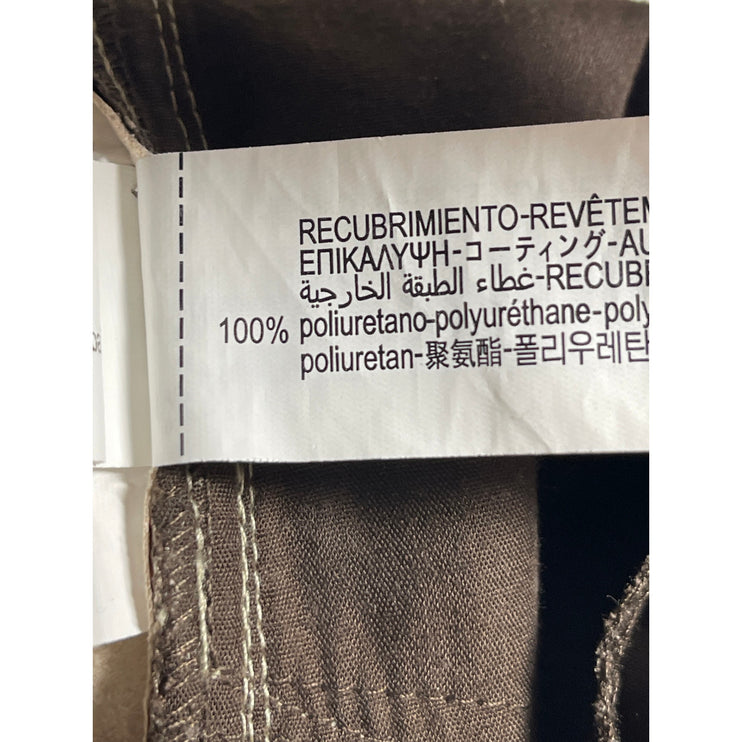 RECUBRIMIENTO-REVÊTEM
ΕΠΙΚΑΛΥΨΗ-コーティング-AU
غطاء الطبقة الخارجية-RECUBR
100% poliuretano-polyuréthane-poly
poliuretan-聚氨酯-폴리우레탄